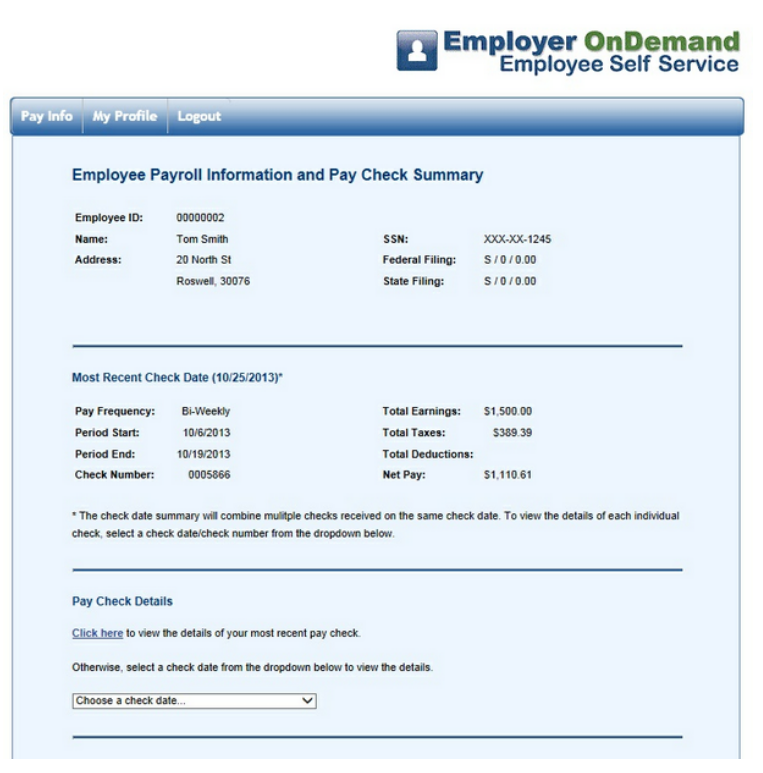 Employer OnDemand
Employee Self Service
Pay Info My Profile Logout
Employee Payroll Information and Pay Check Summary
Employee ID: 00000002
Name: Tom Smith SSN: XXX-XX-1245
Address: 20 North St Federal Filing: S / 0 / 0.00
Roswell, 30076 State Filing: S / 0 / 0.00
Most Recent Check Date (10/25/2013)*
Pay Frequency: Bi-Weekly Total Earnings: $1,500.00
Period Start: 10/6/2013 Total Taxes: $389.39
Period End: 10/19/2013 Total Deductions:
Check Number: 0005866 Net Pay: $1,110.61
* The check date summary will combine mulitple checks received on the same check date. To view the details of each individual
check, select a check date/check number from the dropdown below.
Pay Check Details
Click here to view the details of your most recent pay check.
Otherwise, select a check date from the dropdown below to view the details.
Choose a check date...